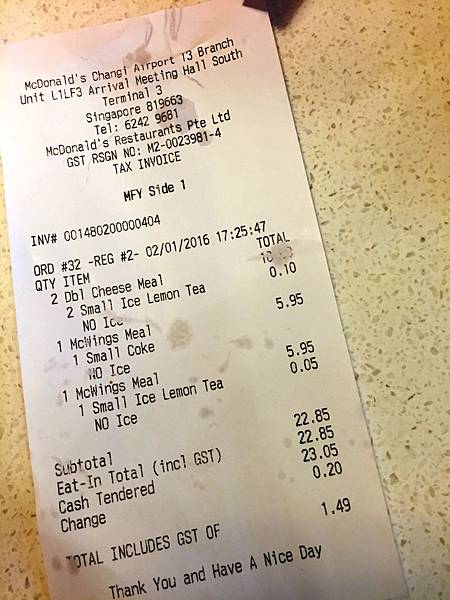 McDonald's Changi Airport T3 Branch
Unit L1LF3 Arrival Meeting Hall South
Terminal 3
Singapore 819663
Tel: 6242 9681
McDonald's Restaurants Pte Ltd
GST RSGN NO: M2-0023981-4
TAX INVOICE
MFY Side 1
INV# 001480200000404
ORD #32 -REG #2- 02/01/2016 17:25:47
QTY ITEM TOTAL
2 Dbl Cheese Meal
2 Small Ice Lemon Tea 0.10
NO Ice
1 McWings Meal 5.95
1 Small Coke
NO Ice
1 McWings Meal 5.95
1 Small Ice Lemon Tea 0.05
NO Ice
Subtotal 22.85
Eat-In Total (incl GST) 22.85
Cash Tendered 23.05
Change 0.20
TOTAL INCLUDES GST OF 1.49
Thank You and Have A Nice Day